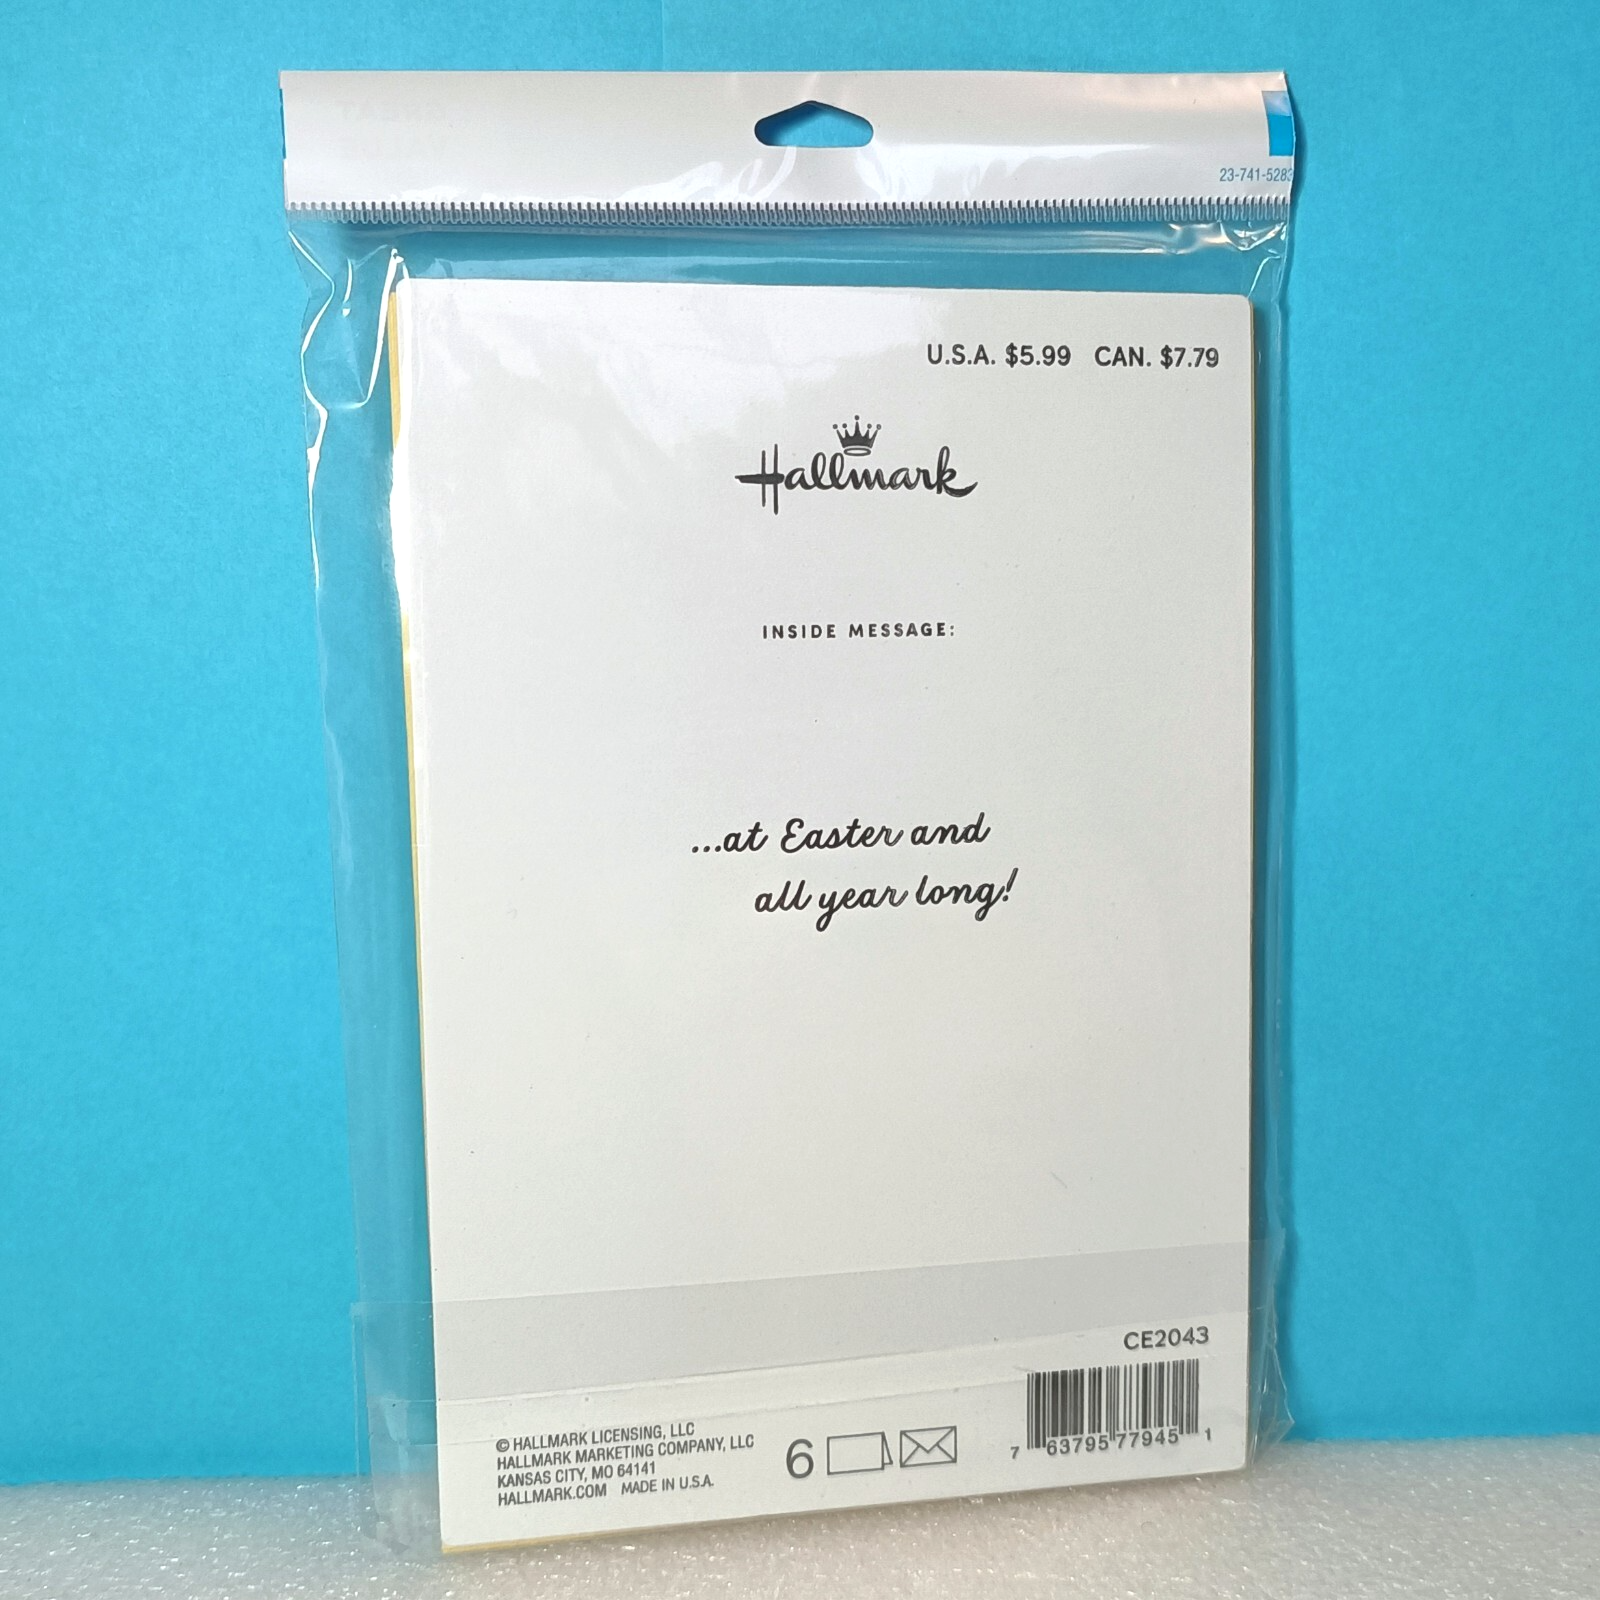 23-741-5283
U.S.A. $5.99 CAN. $7.79
Hallmark
INSIDE MESSAGE:
...at Easter and
all year long!
CE2043
7 63795 77945 1
© HALLMARK LICENSING, LLC
HALLMARK MARKETING COMPANY, LLC
KANSAS CITY, MO 64141
HALLMARK.COM MADE IN U.S.A.
6